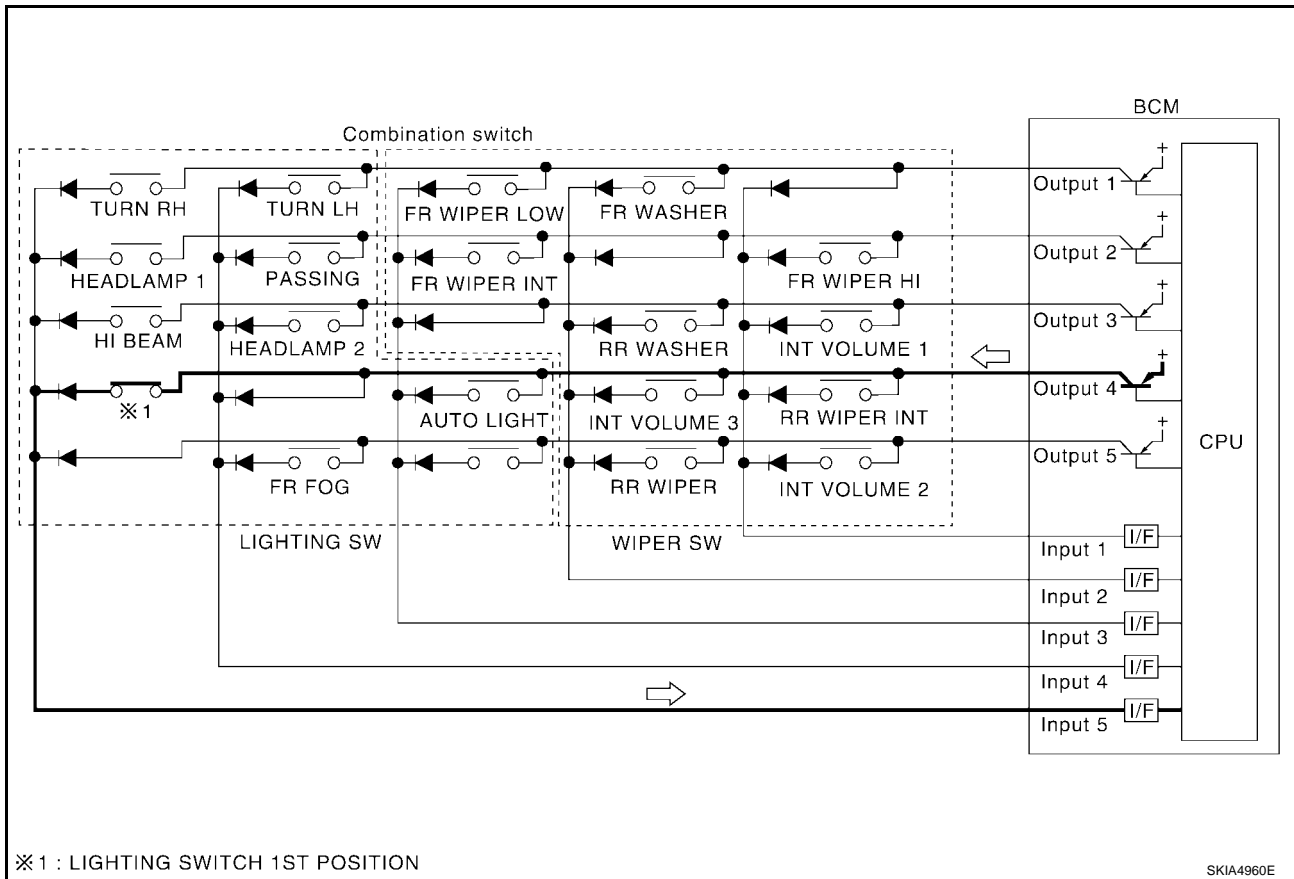 BCM
Combination switch
Output 1
TURN RH
TURN LH
FR WIPER LOW
FR WASHER
Output 2
HEADLAMP 1
PASSING
FR WIPER INT
FR WIPER HI
Output 3
HI BEAM
HEADLAMP 2
RR WASHER
INT VOLUME 1
Output 4
※1
AUTO LIGHT
INT VOLUME 3
RR WIPER INT
Output 5
CPU
FR FOG
RR WIPER
INT VOLUME 2
LIGHTING SW
WIPER SW
Input 1
I/F
Input 2
I/F
Input 3
I/F
Input 4
I/F
Input 5
I/F
+
+
+
+
+
※1 : LIGHTING SWITCH 1ST POSITION
SKIA4960E